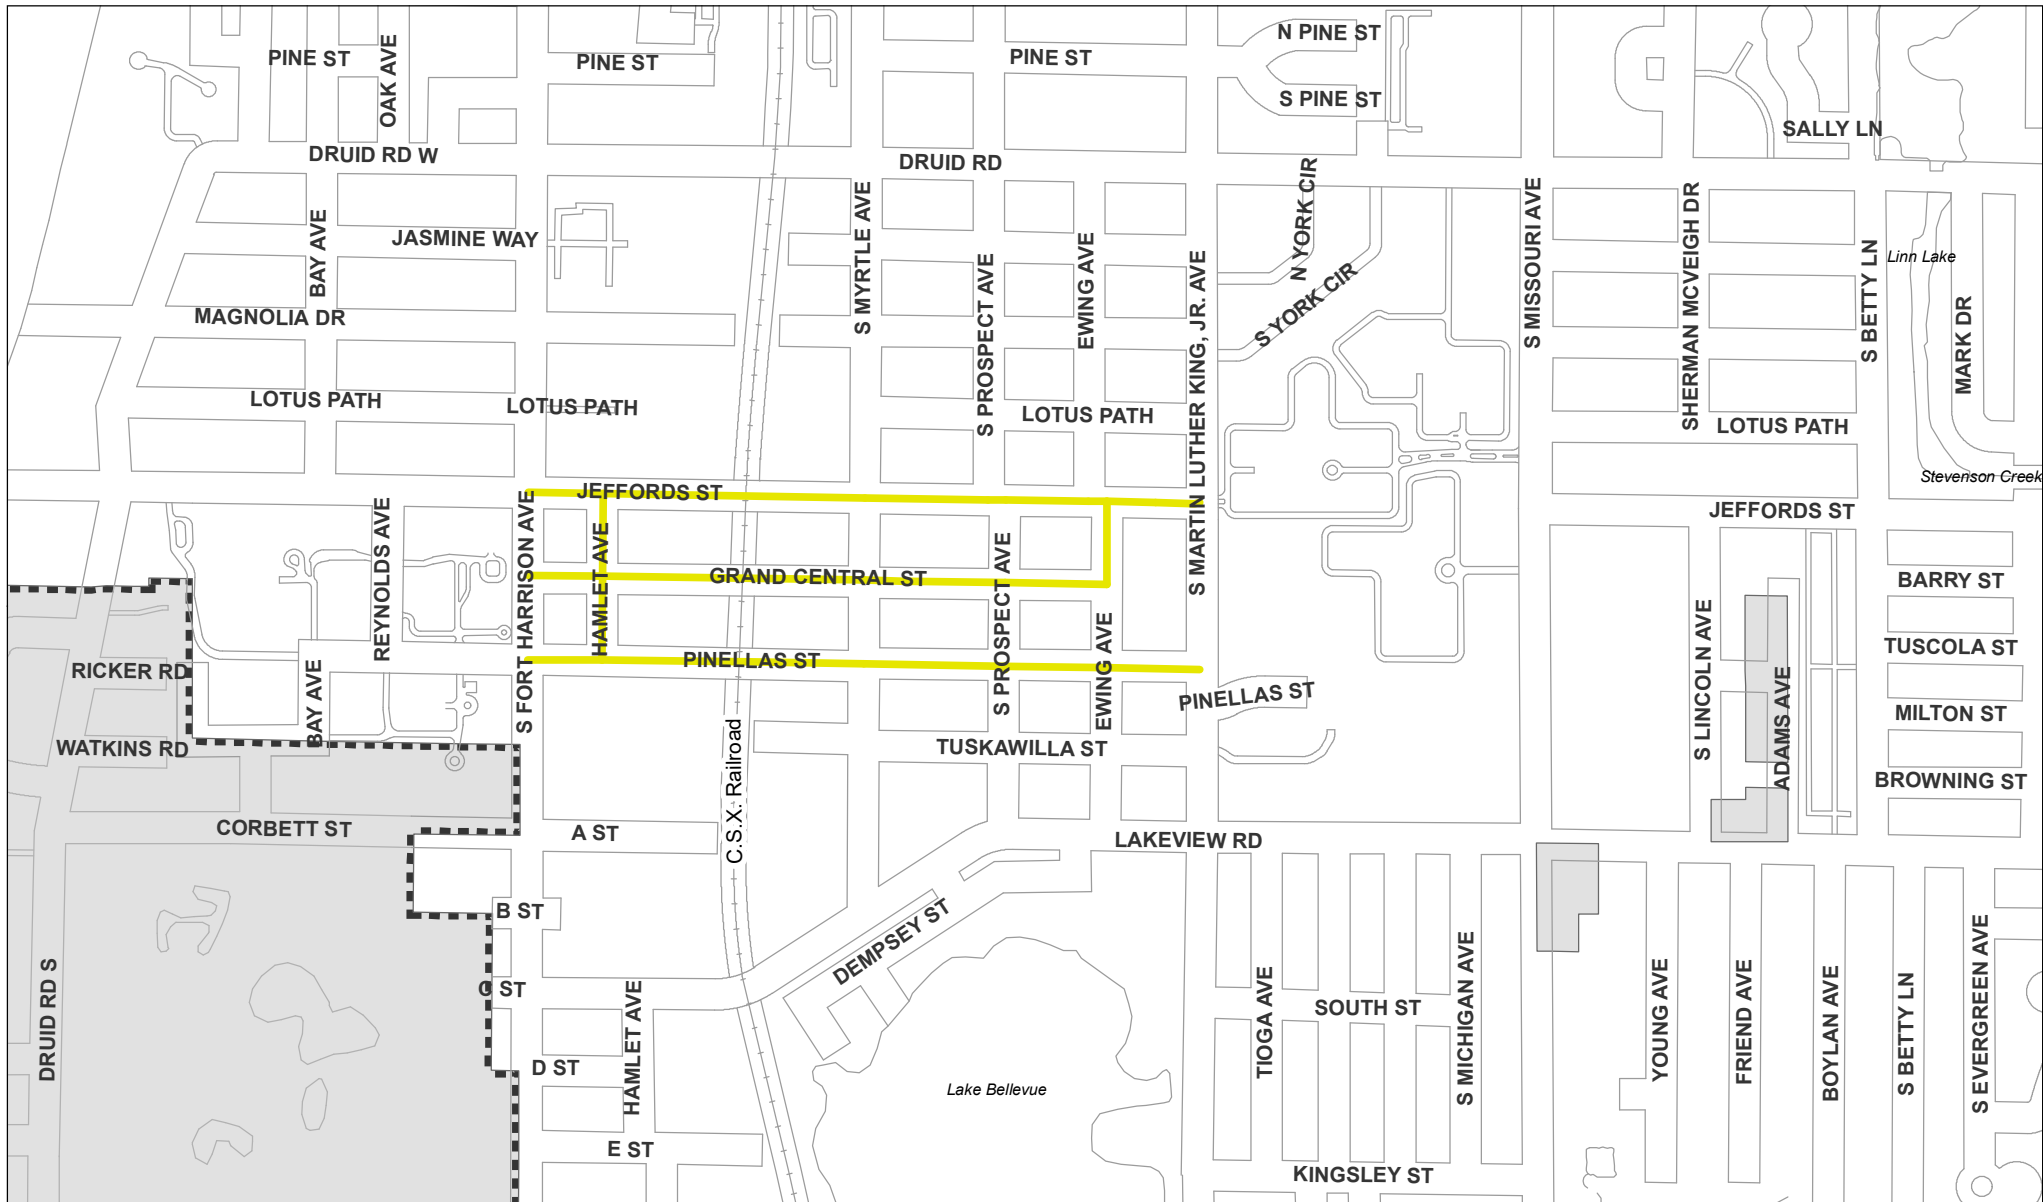 N PINE ST
PINE ST
PINE ST
PINE ST
OAK AVE
S PINE ST
SALLY LN
DRUID RD W
DRUID RD
N YORK CIR
S MYRTLE AVE
S MISSOURI AVE
SHERMAN MCVEIGH DR
BAY AVE
JASMINE WAY
EWING AVE
S PROSPECT AVE
S MARTIN LUTHER KING, JR. AVE
S BETTY LN
Linn Lake
S YORK CIR
MARK DR
MAGNOLIA DR
LOTUS PATH
LOTUS PATH
LOTUS PATH
LOTUS PATH
Stevenson Creek
JEFFORDS ST
JEFFORDS ST
REYNOLDS AVE
S FORT HARRISON AVE
HAMLET AVE
GRAND CENTRAL ST
S PROSPECT AVE
BARRY ST
S LINCOLN AVE
TUSCOLA ST
RICKER RD
BAY AVE
PINELLAS ST
EWING AVE
PINELLAS ST
ADAMS AVE
MILTON ST
WATKINS RD
TUSKAWILLA ST
C.S.X. Railroad
BROWNING ST
CORBETT ST
A ST
LAKEVIEW RD
B ST
DEMPSEY ST
C ST
DRUID RD S
HAMLET AVE
TIOGA AVE
SOUTH ST
S MICHIGAN AVE
YOUNG AVE
FRIEND AVE
BOYLAN AVE
S BETTY LN
S EVERGREEN AVE
D ST
Lake Bellevue
E ST
KINGSLEY ST